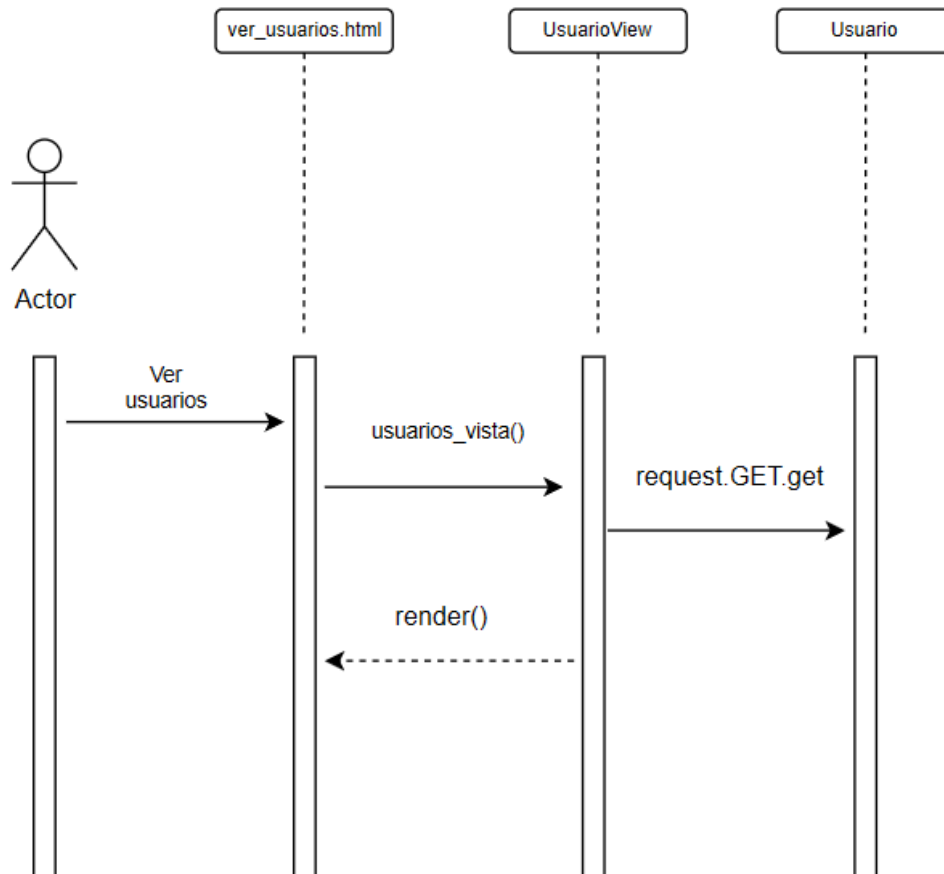 ver_usuarios.html
UsuarioView
Usuario
Actor
Ver
usuarios
usuarios_vista()
request.GET.get
render()